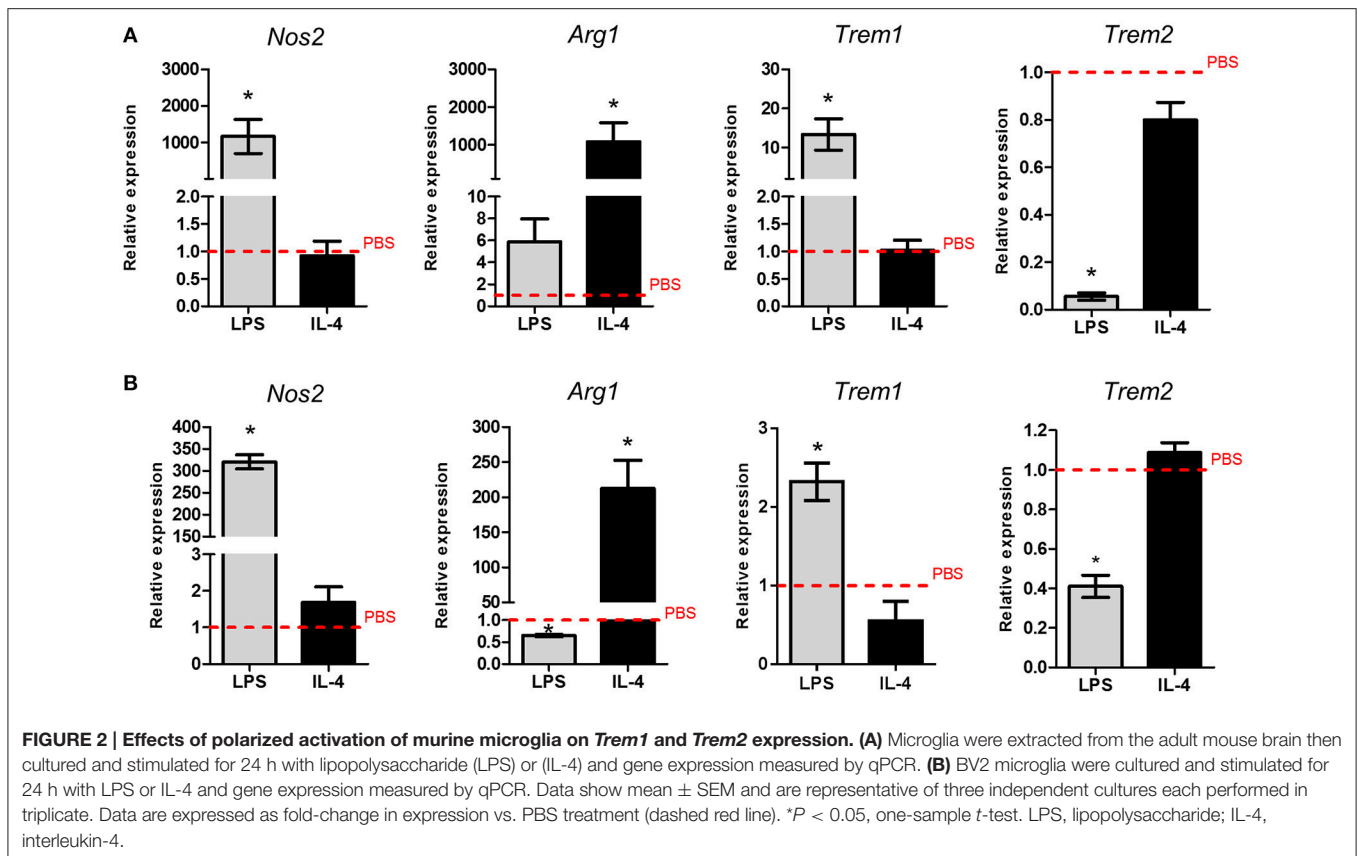 A
Nos2
Arg1
Trem1
Trem2
Relative expression
3000
2000
1000
2.0
1.5
1.0
0.5
0.0
*
PBS
LPS
IL-4
Relative expression
3000
2000
1000
10
8
6
4
2
0
*
PBS
LPS
IL-4
Relative expression
30
20
10
2.0
1.5
1.0
0.5
0.0
*
PBS
LPS
IL-4
Relative expression
1.0
0.8
0.6
0.4
0.2
0.0
*
PBS
LPS
IL-4
B
Nos2
Arg1
Trem1
Trem2
Relative expression
450
400
350
300
250
200
150
3
2
1
0
*
PBS
LPS
IL-4
Relative expression
300
250
200
150
100
50
1.0
0.5
0.0
*
*
PBS
LPS
IL-4
Relative expression
3
2
1
0
*
PBS
LPS
IL-4
Relative expression
1.2
1.0
0.8
0.6
0.4
0.2
0.0
*
PBS
LPS
IL-4
FIGURE 2 | Effects of polarized activation of murine microglia on Trem1 and Trem2 expression. (A) Microglia were extracted from the adult mouse brain then
cultured and stimulated for 24 h with lipopolysaccharide (LPS) or (IL-4) and gene expression measured by qPCR. (B) BV2 microglia were cultured and stimulated for
24 h with LPS or IL-4 and gene expression measured by qPCR. Data show mean ± SEM and are representative of three independent cultures each performed in
triplicate. Data are expressed as fold-change in expression vs. PBS treatment (dashed red line). *P < 0.05, one-sample t-test. LPS, lipopolysaccharide; IL-4,
interleukin-4.